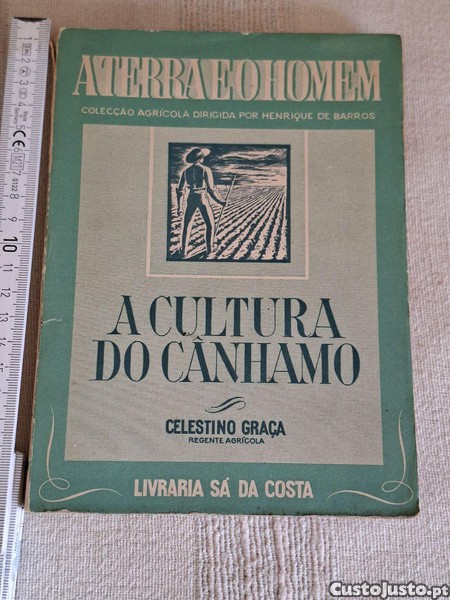 A TERRA E O HOMEM
COLECÇÃO AGRÍCOLA DIRIGIDA POR HENRIQUE DE BARROS
A CULTURA
DO CÂNHAMO
CELESTINO GRAÇA
REGENTE AGRÍCOLA
LIVRARIA SÁ DA COSTA
CustoJusto.pt